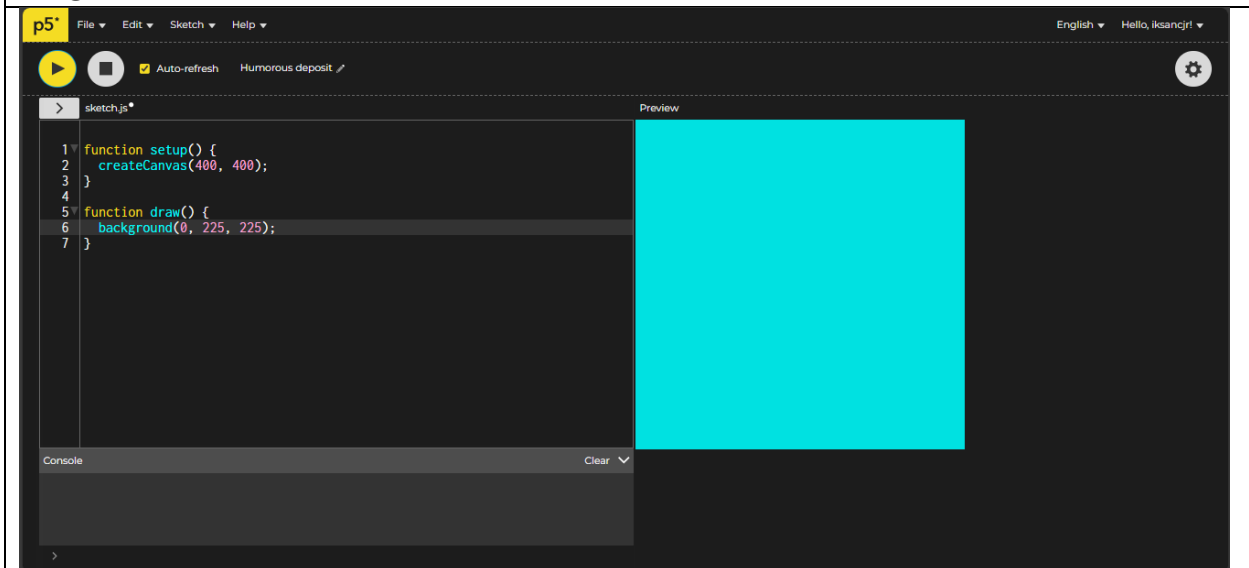 p5* File Edit Sketch Help English Hello, iksancjr!
Auto-refresh Humorous deposit
> sketch.js Preview
1 function setup() {
2 createCanvas(400, 400);
3 }
4
5 function draw() {
6 background(0, 225, 225);
7 }
Console Clear
>